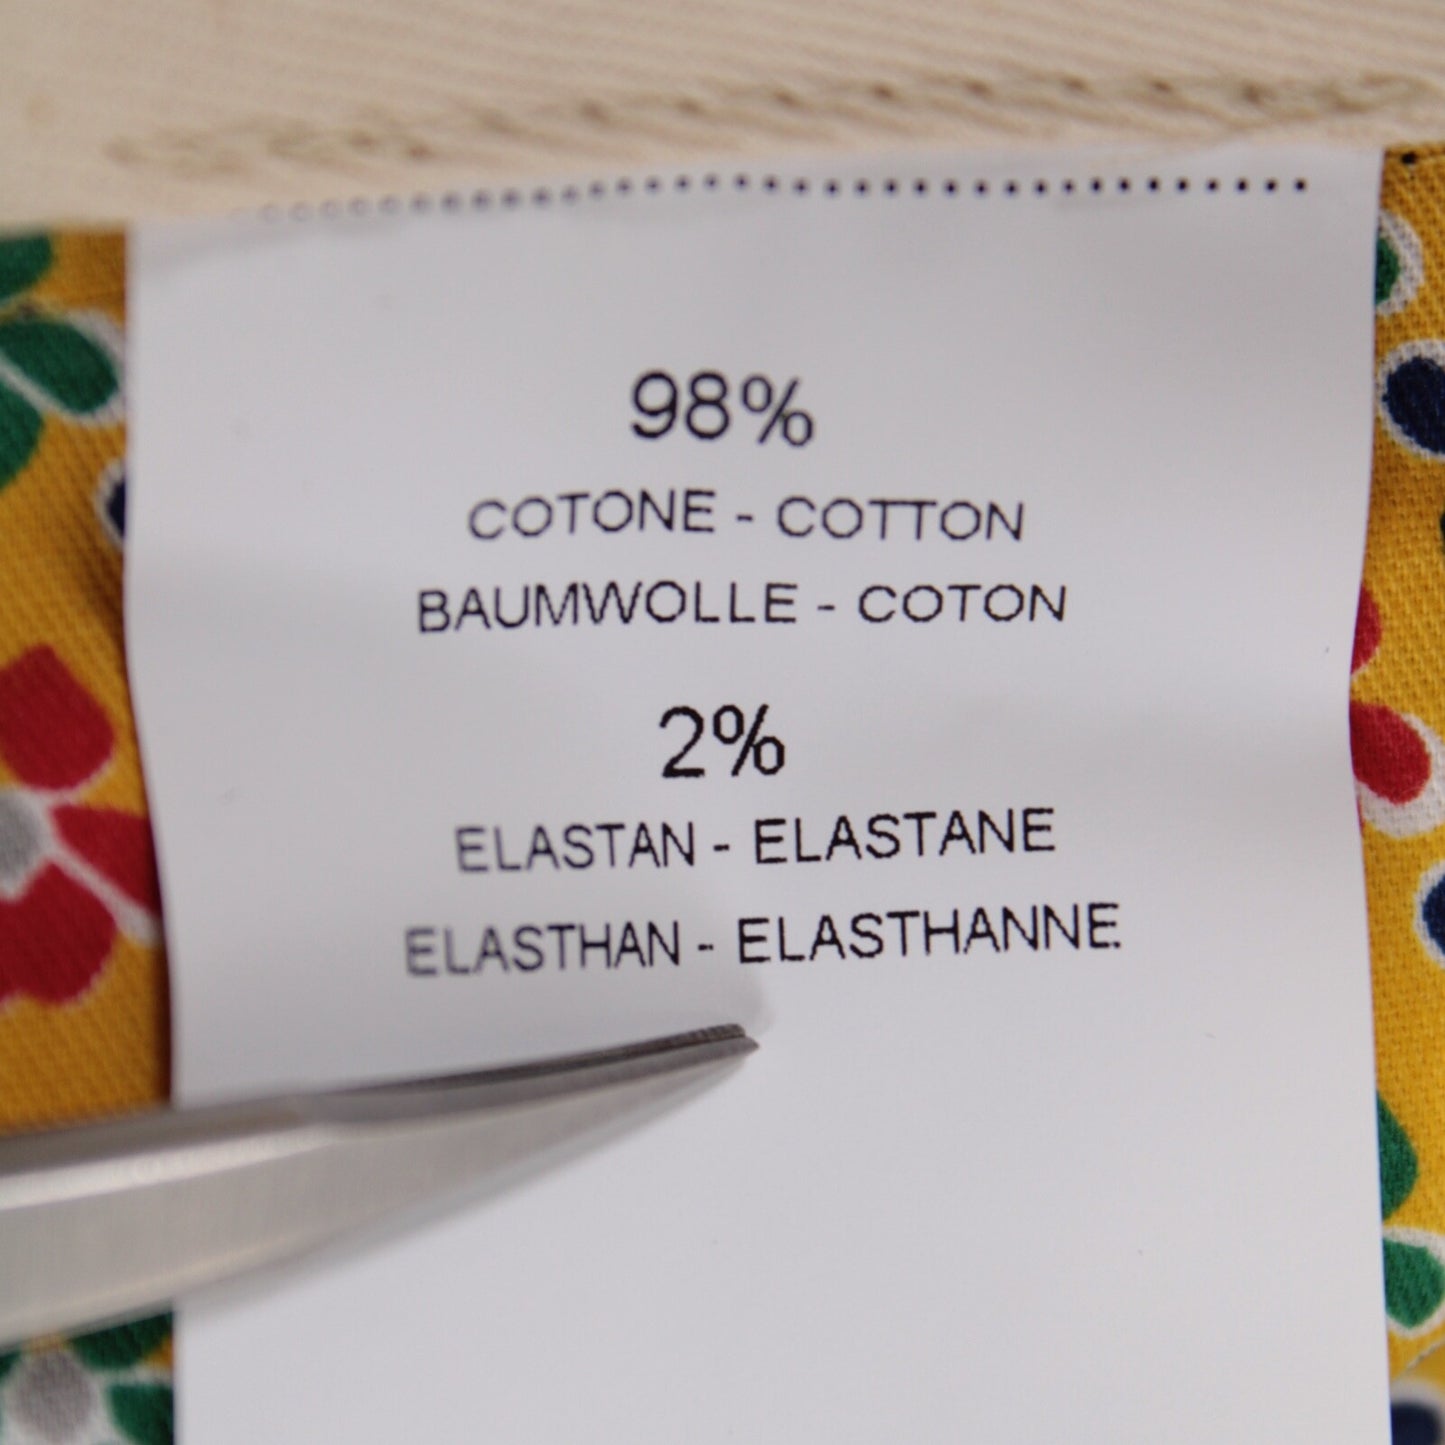 98%
COTONE - COTTON
BAUMWOLLE - COTON
2%
ELASTAN - ELASTANE
ELASTHAN - ELASTHANNE